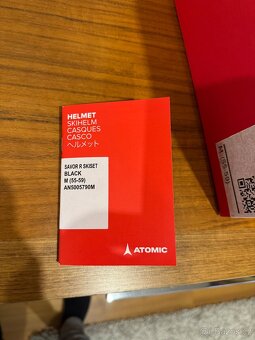 HELMET
SKIHELM
CASQUES
CASCO
ヘルメット
SAVOR R SKISET
BLACK
M (55-59)
AN5005790M
ATOMIC